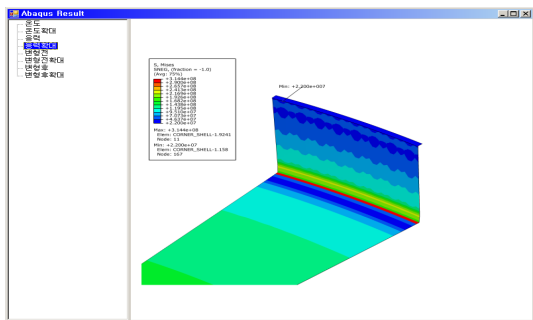 Abaqus Result
온도
온도확대
응력
응력확대
변형전
변형전확대
변형후
변형후확대
S, Mises
SNEG, (fraction = -1.0)
(Avg: 75%)
+3.144e+08
+2.900e+08
+2.657e+08
+2.413e+08
+2.169e+08
+1.926e+08
+1.682e+08
+1.438e+08
+1.195e+08
+9.510e+07
+7.073e+07
+4.637e+07
+2.200e+07
Max: +3.144e+08
Elem: CORNER_SHELL-1.9241
Node: 11
Min: +2.200e+07
Elem: CORNER_SHELL-1.158
Node: 167
Min: +2.200e+007